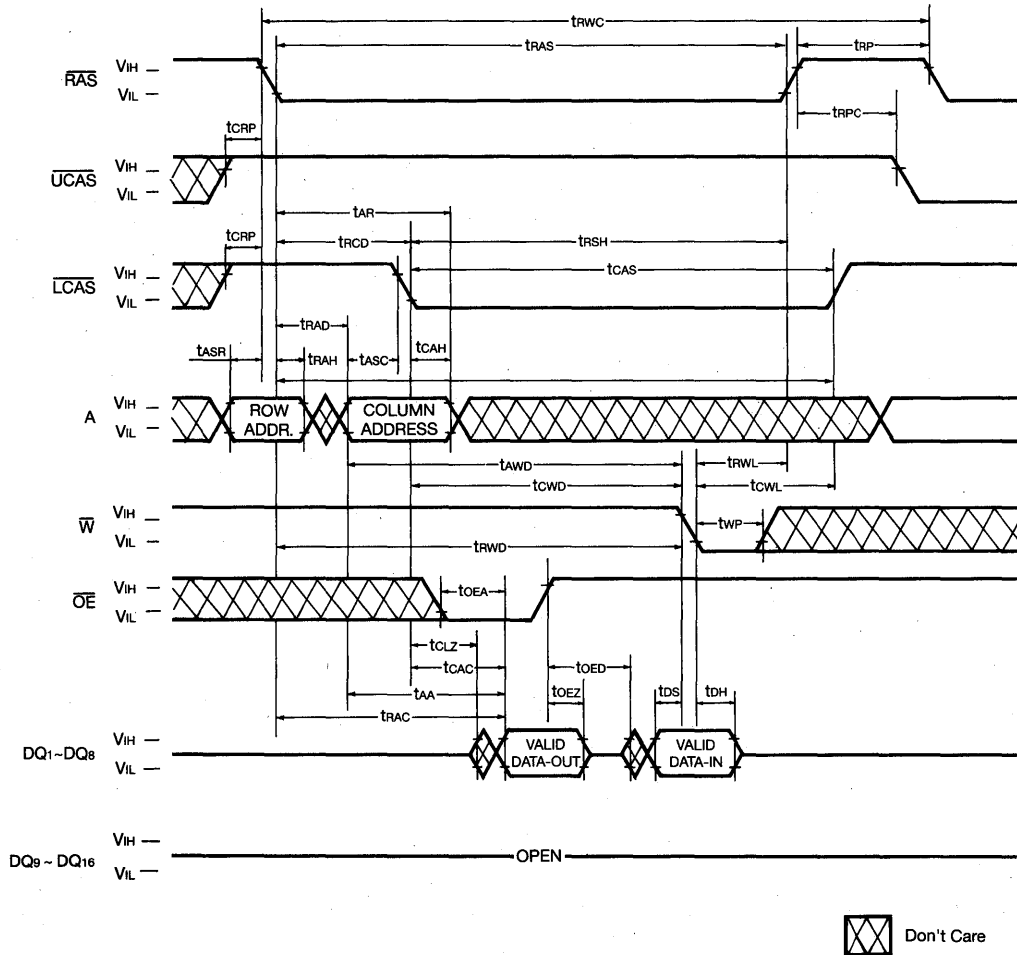 tRWC
tRAS
tRP
RAS
VIH
VIL
tRPC
tCRP
UCAS
VIH
VIL
tAR
tCRP
tRCD
tRSH
LCAS
VIH
VIL
tCAS
tRAD
tASR
tRAH
tASC
tCAH
A
VIH
VIL
ROW
ADDR.
COLUMN
ADDRESS
tAWD
tRWL
tCWD
tCWL
W
VIH
VIL
tWP
tRWD
OE
VIH
VIL
tOEA
tCLZ
tCAC
tOED
tAA
tOEZ
tDS
tDH
tRAC
DQ1~DQ8
VIH
VIL
VALID
DATA-OUT
VALID
DATA-IN
DQ9 ~ DQ16
VIH
VIL
OPEN
Don't Care